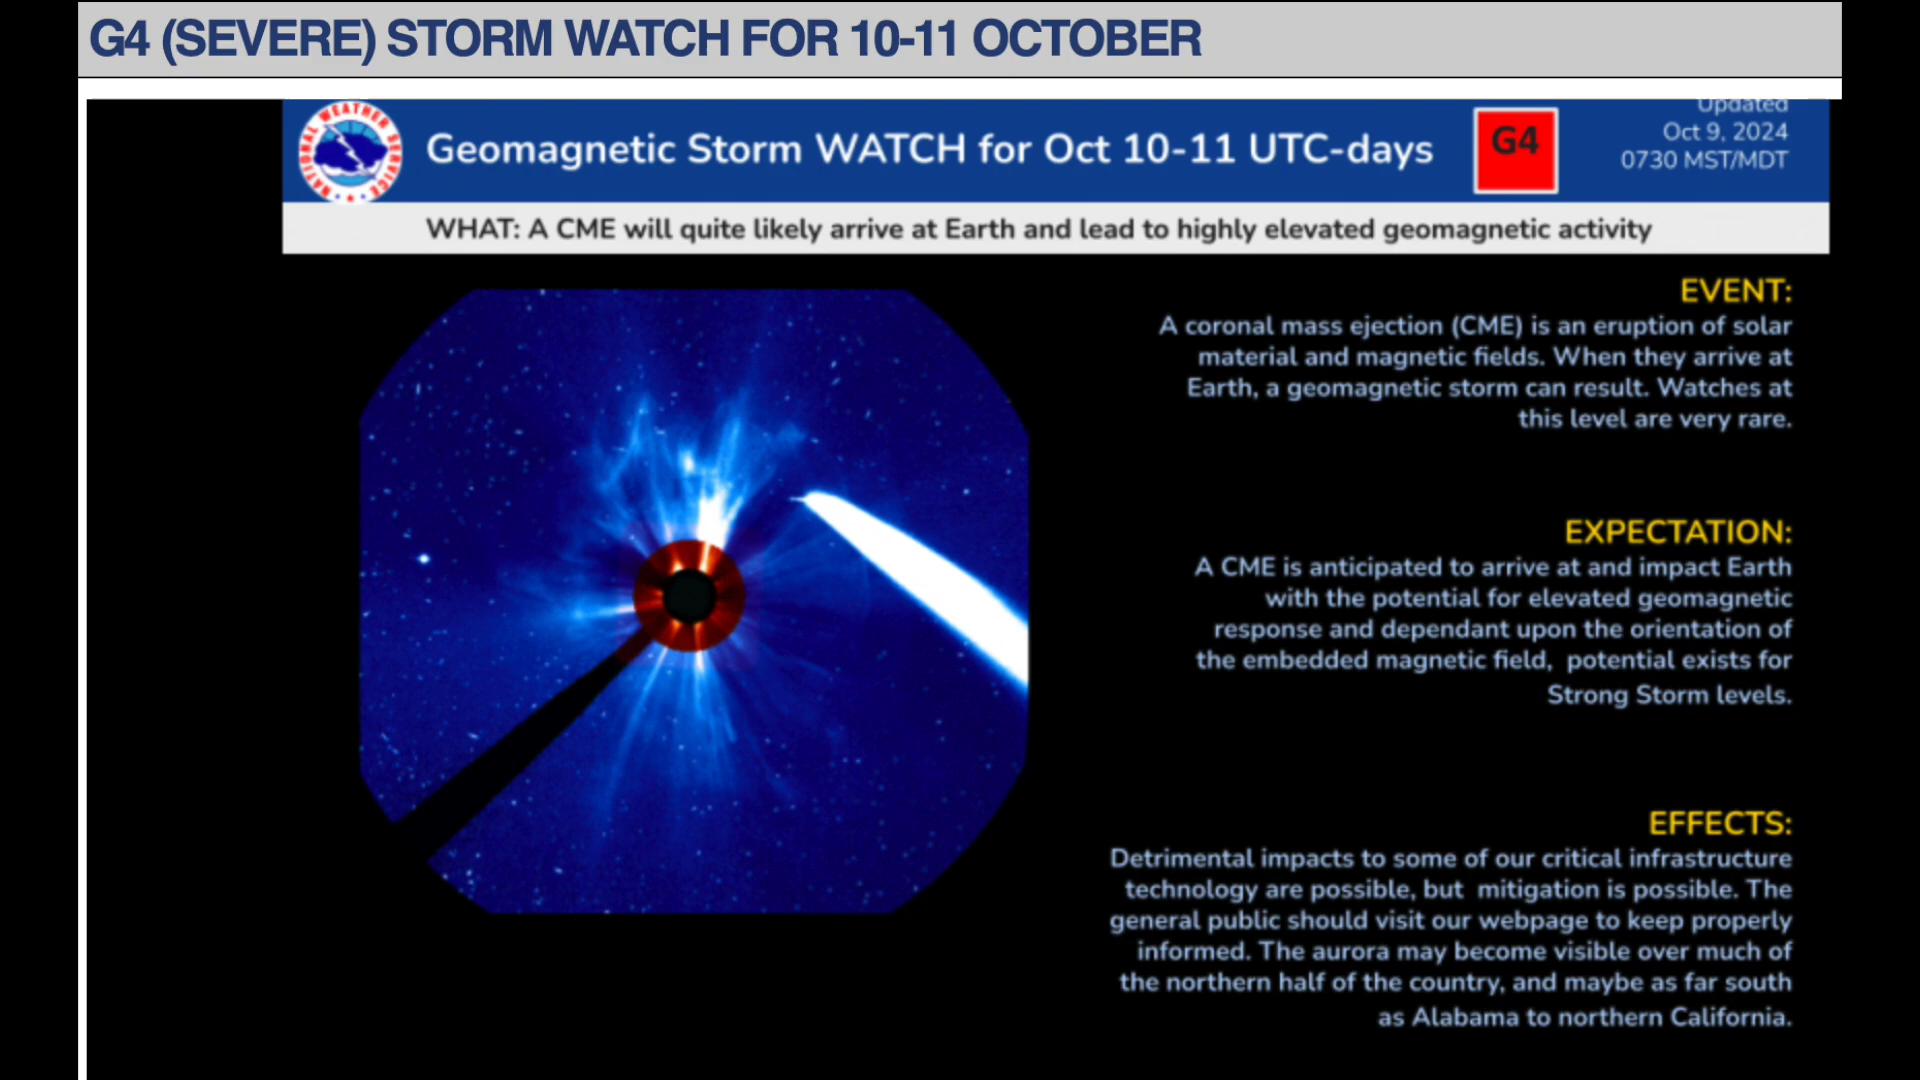 G4 (SEVERE) STORM WATCH FOR 10-11 OCTOBER
NATIONAL WEATHER SERVICE
Geomagnetic Storm WATCH for Oct 10-11 UTC-days
G4
Updated
Oct 9, 2024
0730 MST/MDT
WHAT: A CME will quite likely arrive at Earth and lead to highly elevated geomagnetic activity
EVENT:
A coronal mass ejection (CME) is an eruption of solar
material and magnetic fields. When they arrive at
Earth, a geomagnetic storm can result. Watches at
this level are very rare.
EXPECTATION:
A CME is anticipated to arrive at and impact Earth
with the potential for elevated geomagnetic
response and dependant upon the orientation of
the embedded magnetic field, potential exists for
Strong Storm levels.
EFFECTS:
Detrimental impacts to some of our critical infrastructure
technology are possible, but mitigation is possible. The
general public should visit our webpage to keep properly
informed. The aurora may become visible over much of
the northern half of the country, and maybe as far south
as Alabama to northern California.